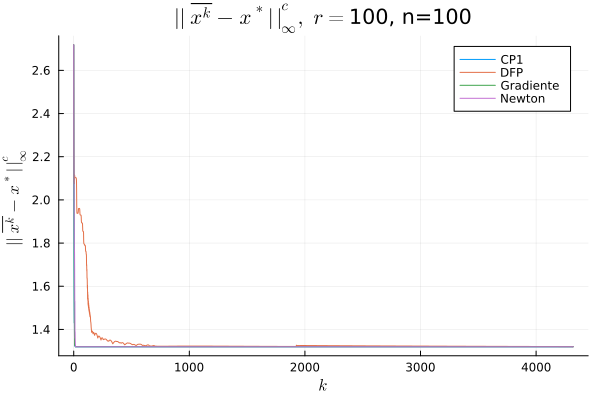 || x̄ᵏ − x* ||ᶜ_∞, r = 100, n=100
CP1
DFP
Gradiente
Newton
2.6
2.4
2.2
2.0
1.8
1.6
1.4
|| x̄ᵏ − x* ||ᶜ_∞
0
1000
2000
3000
4000
k